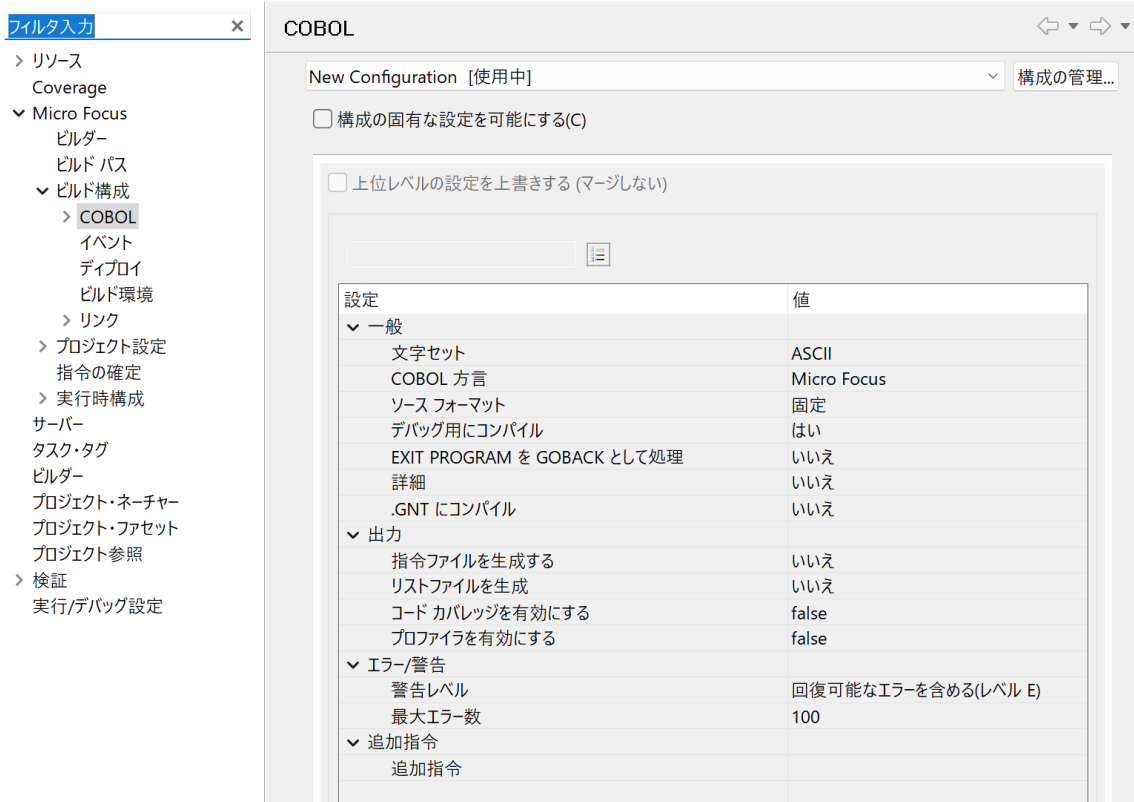 フィルタ入力
リソース
Coverage
Micro Focus
ビルダー
ビルド パス
ビルド構成
COBOL
イベント
ディプロイ
ビルド環境
リンク
プロジェクト設定
指令の確定
実行時構成
サーバー
タスク・タグ
ビルダー
プロジェクト・ネーチャー
プロジェクト・ファセット
プロジェクト参照
検証
実行/デバッグ設定
COBOL
New Configuration [使用中]
構成の管理...
構成の固有な設定を可能にする(C)
上位レベルの設定を上書きする (マージしない)
設定 値
一般
文字セット ASCII
COBOL 方言 Micro Focus
ソース フォーマット 固定
デバッグ用にコンパイル はい
EXIT PROGRAM を GOBACK として処理 いいえ
詳細 いいえ
.GNT にコンパイル いいえ
出力
指令ファイルを生成する いいえ
リストファイルを生成 いいえ
コード カバレッジを有効にする false
プロファイラを有効にする false
エラー/警告
警告レベル 回復可能なエラーを含める(レベル E)
最大エラー数 100
追加指令
追加指令